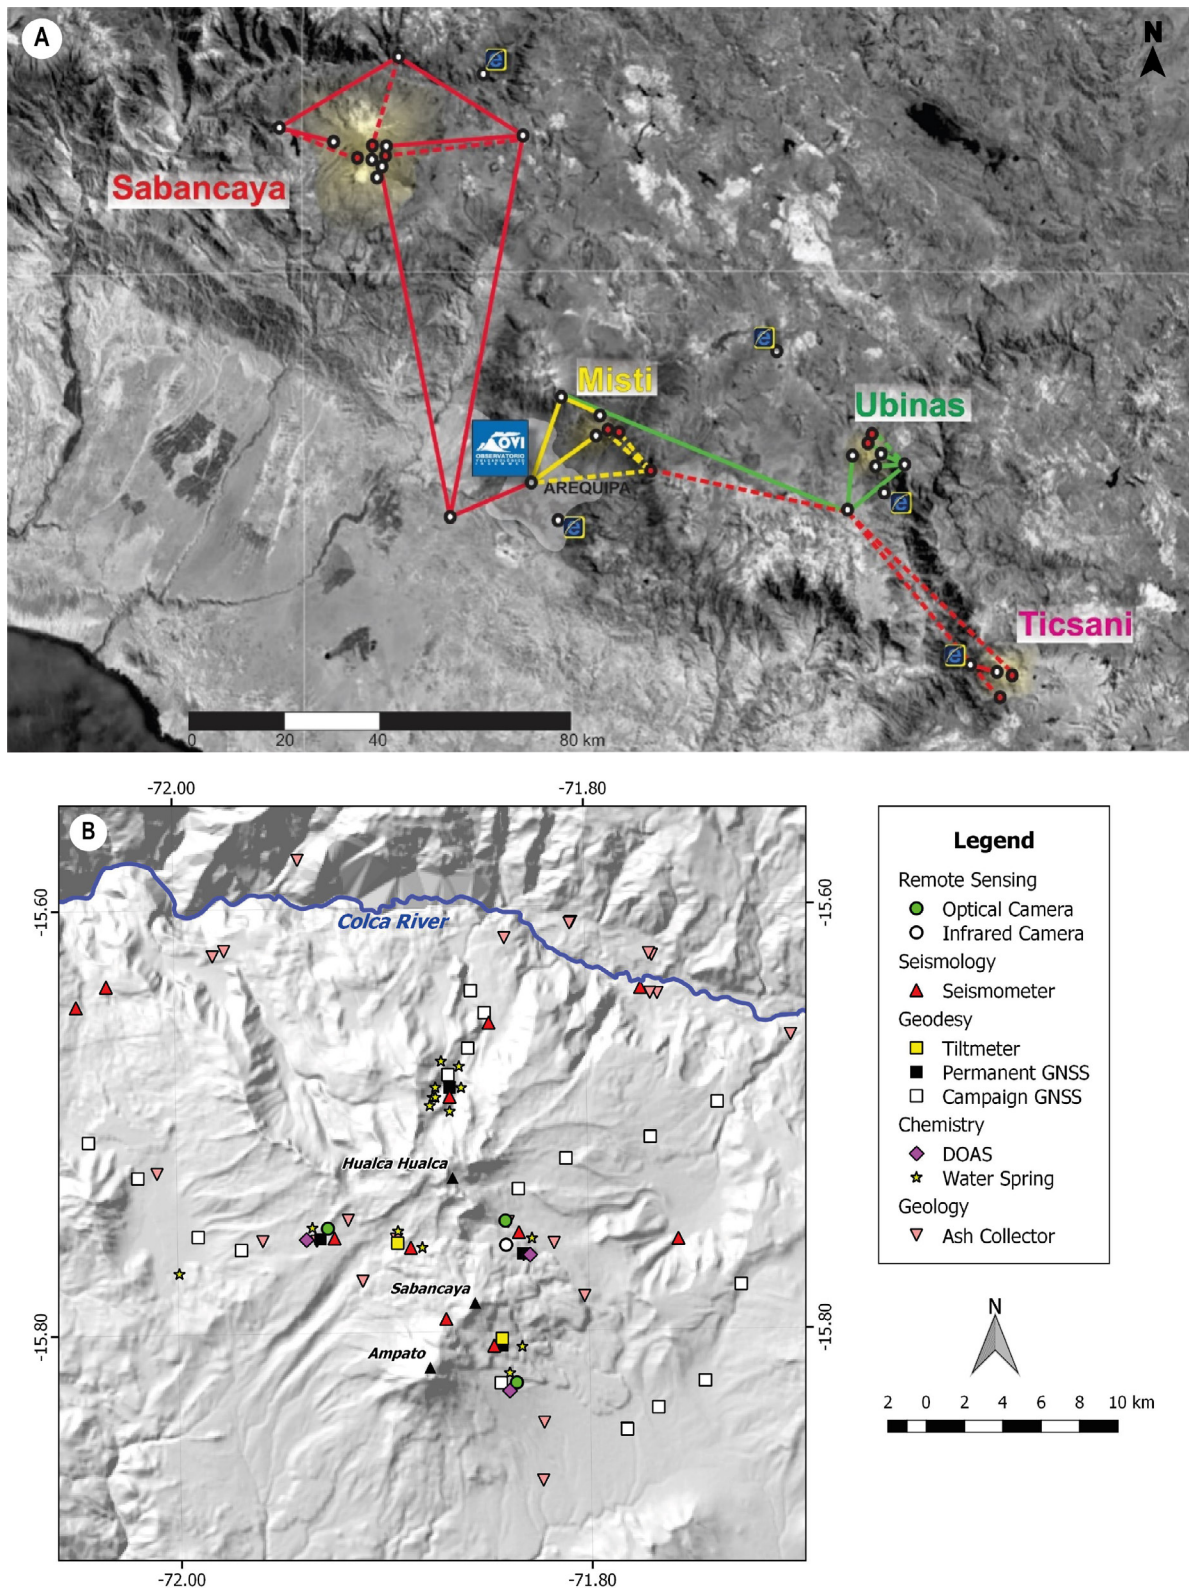 A
N
e
Sabancaya
e
Misti
Ubinas
OVI
OBSERVATORIO
VULCANOLÓGICO
INGEMMET
AREQUIPA
e
e
Ticsani
e
0 20 40 80 km
-72.00 -71.80
B
Legend
Remote Sensing
Optical Camera
Infrared Camera
Seismology
Seismometer
Geodesy
Tiltmeter
Permanent GNSS
Campaign GNSS
Chemistry
DOAS
Water Spring
Geology
Ash Collector
-15.60
-15.60
Colca River
Hualca Hualca
Sabancaya
Ampato
-15.80
-15.80
N
2 0 2 4 6 8 10 km
-72.00 -71.80